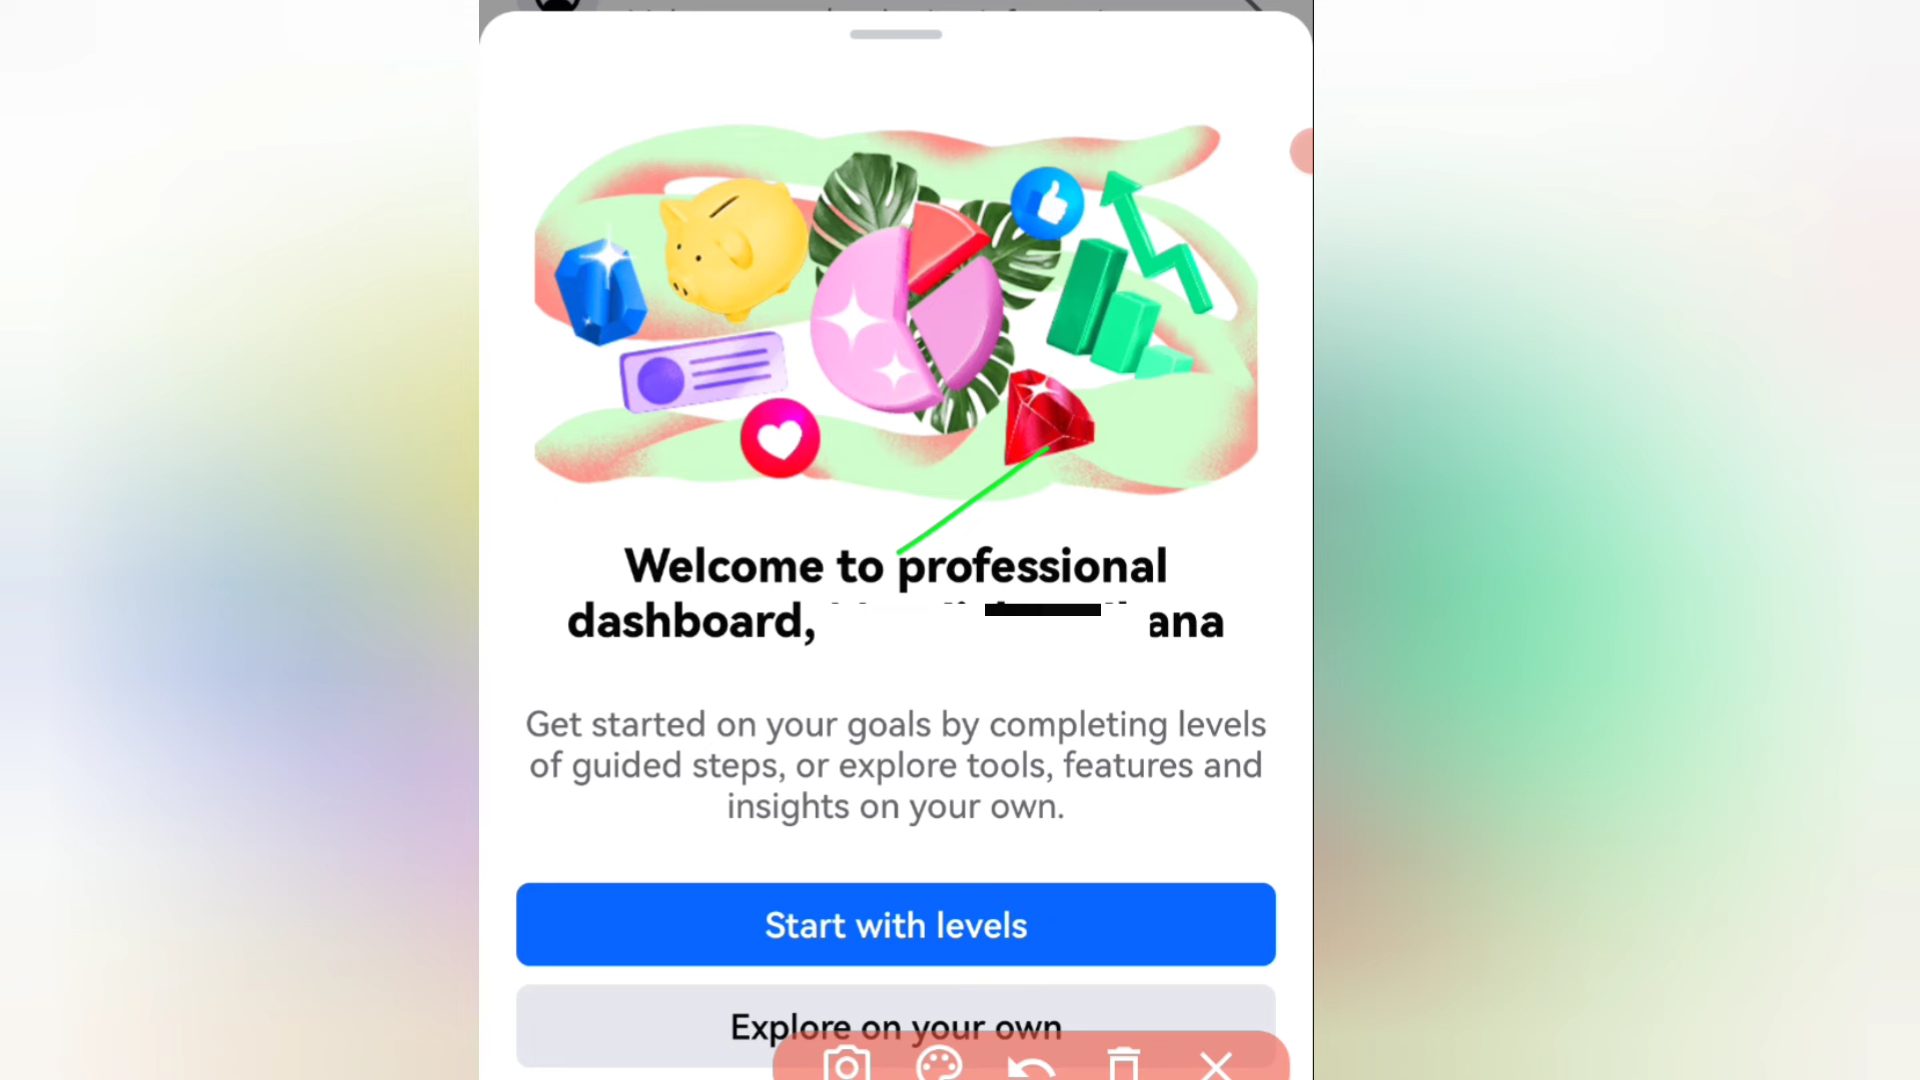 Welcome to professional
dashboard, ana
Get started on your goals by completing levels
of guided steps, or explore tools, features and
insights on your own.
Start with levels
Explore on your own